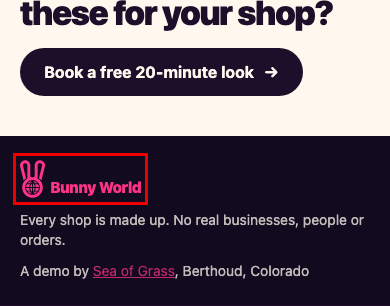 these for your shop?
Book a free 20-minute look →
Bunny World
Every shop is made up. No real businesses, people or
orders.
A demo by Sea of Grass, Berthoud, Colorado